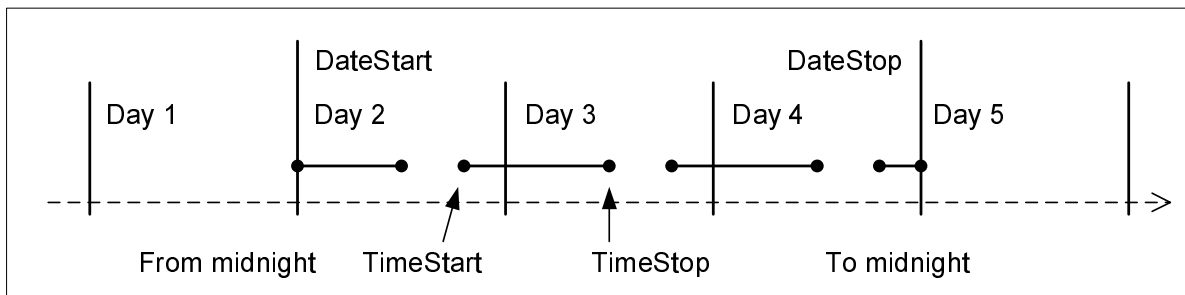 DateStart DateStop
Day 1 Day 2 Day 3 Day 4 Day 5
From midnight TimeStart TimeStop To midnight